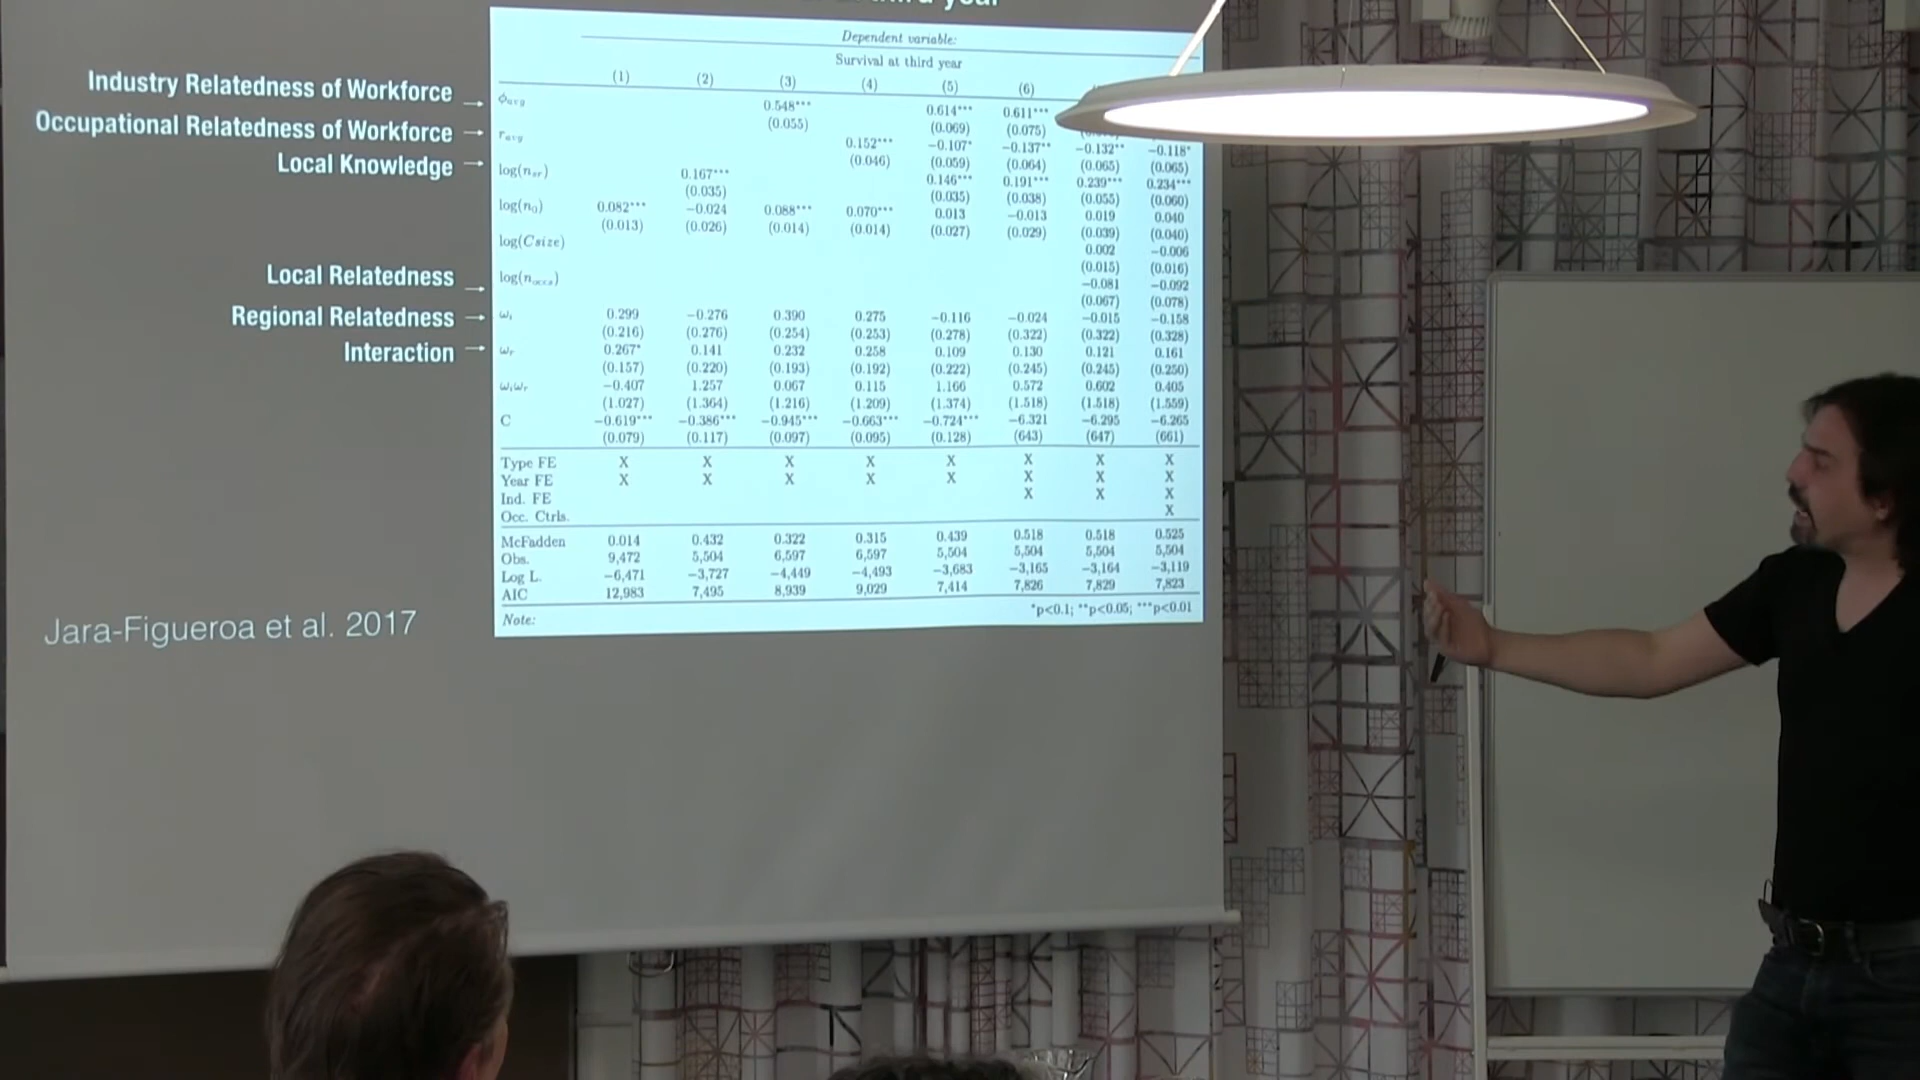 third year
Dependent variable:
Survival at third year
(1) (2) (3) (4) (5) (6)
Industry Relatedness of Workforce → ϕavg 0.548*** 0.614*** 0.611***
(0.055) (0.069) (0.075)
Occupational Relatedness of Workforce → ravg 0.152*** −0.107* −0.137** −0.132** −0.118*
(0.046) (0.059) (0.064) (0.065) (0.065)
Local Knowledge → log(nsr) 0.167*** 0.146*** 0.191*** 0.239*** 0.234***
(0.035) (0.035) (0.038) (0.055) (0.060)
log(n0) 0.082*** −0.024 0.088*** 0.070*** 0.013 −0.013 0.019 0.040
(0.013) (0.026) (0.014) (0.014) (0.027) (0.029) (0.039) (0.040)
log(Csize) 0.002 −0.006
(0.015) (0.016)
log(noccs) −0.081 −0.092
(0.067) (0.078)
Local Relatedness → ωi 0.299 −0.276 0.390 0.275 −0.116 −0.024 −0.015 −0.158
(0.216) (0.276) (0.254) (0.253) (0.278) (0.322) (0.322) (0.328)
Regional Relatedness → ωr 0.267* 0.141 0.232 0.258 0.109 0.130 0.121 0.161
(0.157) (0.220) (0.193) (0.192) (0.222) (0.245) (0.245) (0.250)
Interaction → ωiωr −0.407 1.257 0.067 0.115 1.166 0.572 0.602 0.405
(1.027) (1.364) (1.216) (1.209) (1.374) (1.518) (1.518) (1.559)
C −0.619*** −0.386*** −0.945*** −0.663*** −0.724*** −6.321 −6.295 −6.265
(0.079) (0.117) (0.097) (0.095) (0.128) (643) (647) (661)
Type FE X X X X X X X X
Year FE X X X X X X X X
Ind. FE X X X
Occ. Ctrls. X
McFadden 0.014 0.432 0.322 0.315 0.439 0.518 0.518 0.525
Obs. 9,472 5,504 6,597 6,597 5,504 5,504 5,504 5,504
Log L. −6,471 −3,727 −4,449 −4,493 −3,683 −3,165 −3,164 −3,119
AIC 12,983 7,495 8,939 9,029 7,414 7,826 7,829 7,823
Note: *p<0.1; **p<0.05; ***p<0.01
Jara-Figueroa et al. 2017